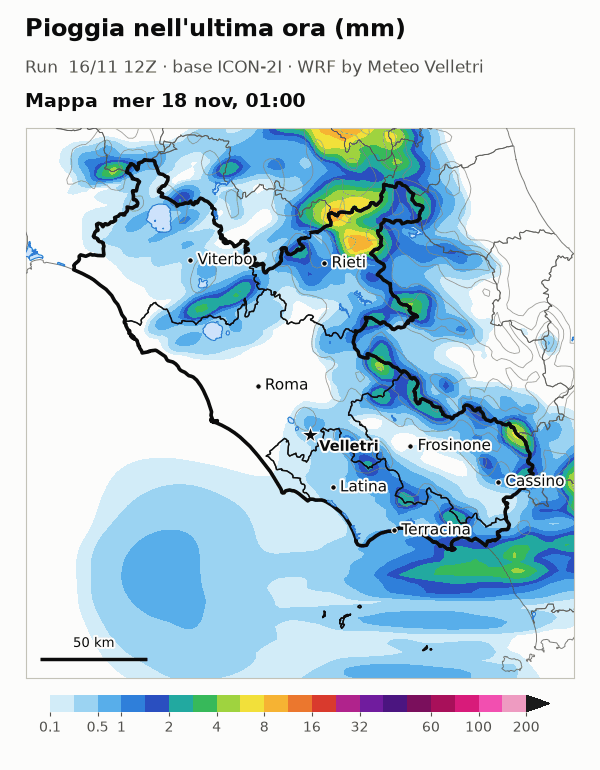 Pioggia nell'ultima ora (mm)
Run  16/11 12Z · base ICON-2I · WRF by Meteo Velletri
Mappa  mer 18 nov, 01:00
Viterbo
Rieti
Roma
Velletri
Frosinone
Latina
Cassino
Terracina
50 km
0.1 0.5 1 2 4 8 16 32 60 100 200